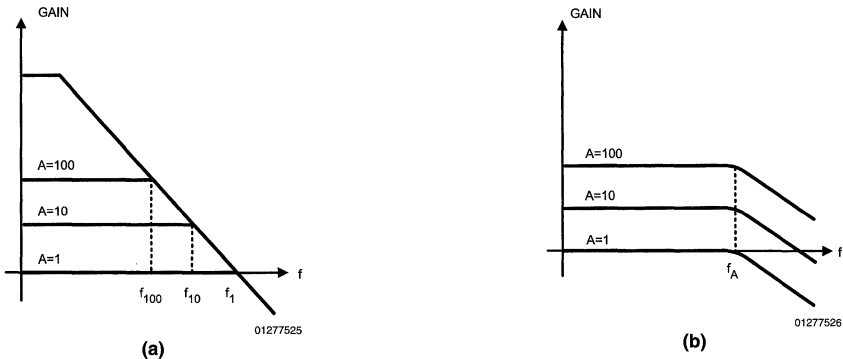 GAIN
A=100
A=10
A=1
f
f100
f10
f1
01277525
(a)
GAIN
A=100
A=10
A=1
f
fA
01277526
(b)